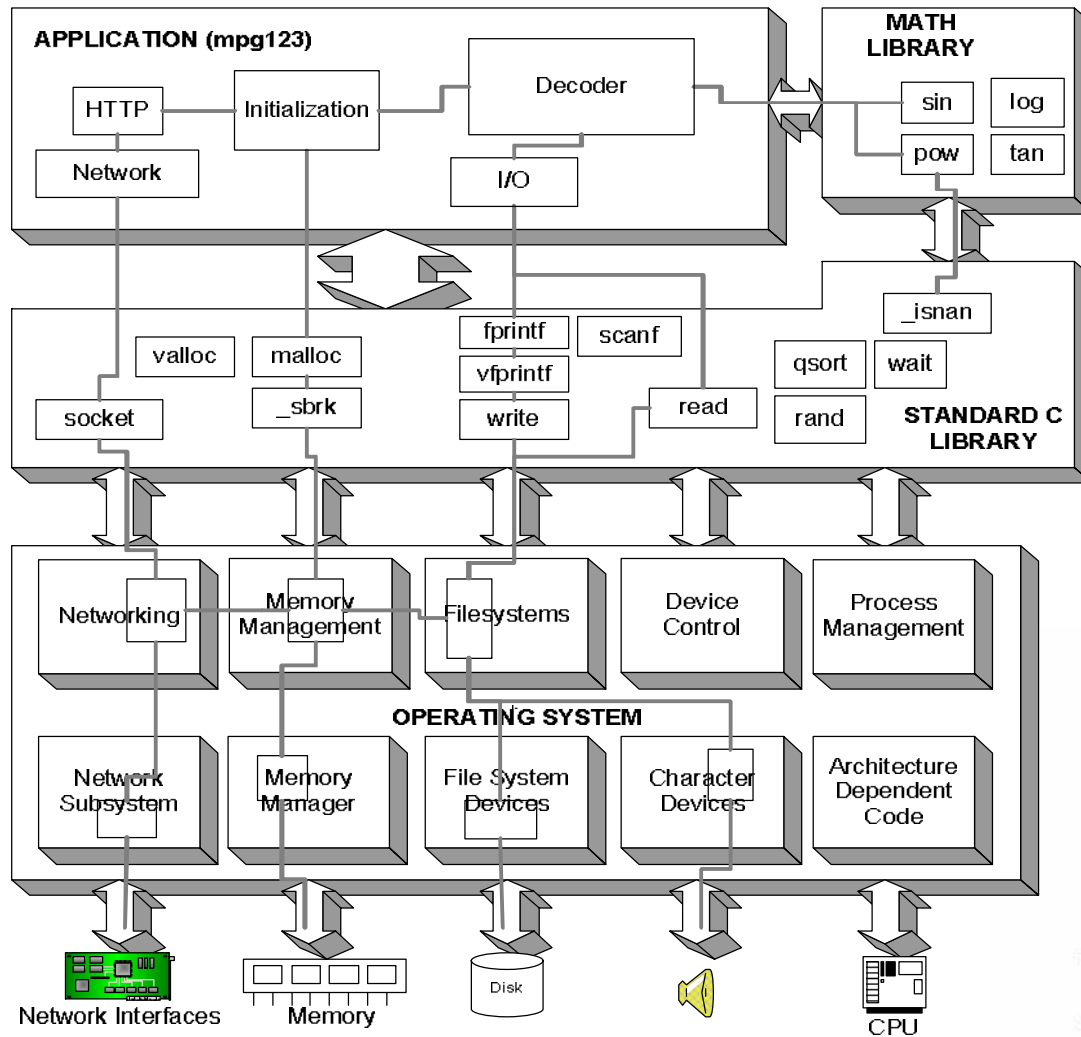 APPLICATION (mpg123)
HTTP
Initialization
Decoder
Network
I/O
MATH
LIBRARY
sin
log
pow
tan
valloc
malloc
fprintf
scanf
_isnan
vfprintf
qsort
wait
socket
_sbrk
write
read
rand
STANDARD C
LIBRARY
Networking
Memory
Management
Filesystems
Device
Control
Process
Management
OPERATING SYSTEM
Network
Subsystem
Memory
Manager
File System
Devices
Character
Devices
Architecture
Dependent
Code
Network Interfaces
Memory
Disk
CPU